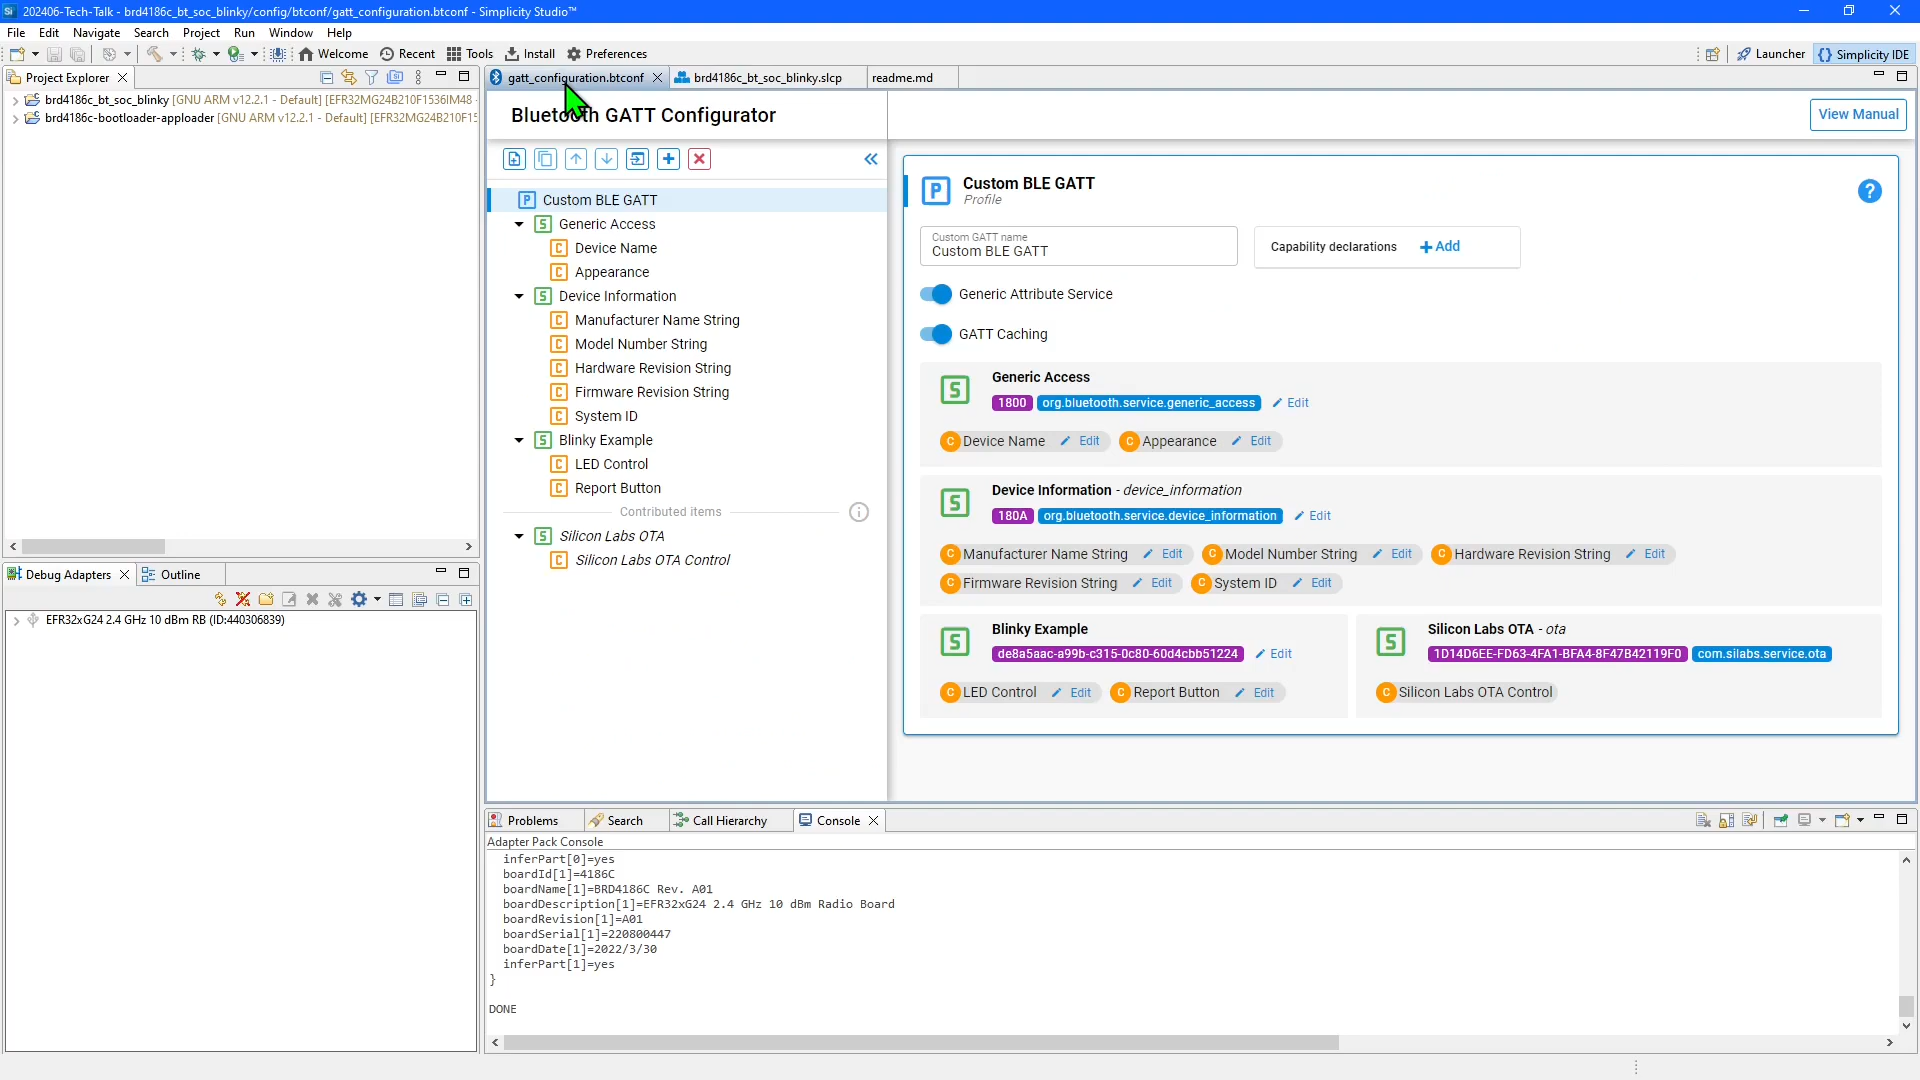 202406-Tech-Talk - brd4186c_bt_soc_blinky/config/btconf/gatt_configuration.btconf - Simplicity Studio™
File Edit Navigate Search Project Run Window Help
Welcome Recent Tools Install Preferences Launcher {} Simplicity IDE
Project Explorer
brd4186c_bt_soc_blinky [GNU ARM v12.2.1 - Default] [EFR32MG24B210F1536IM48 -
brd4186c-bootloader-apploader [GNU ARM v12.2.1 - Default] [EFR32MG24B210F15
Debug Adapters Outline
EFR32xG24 2.4 GHz 10 dBm RB (ID:440306839)
gatt_configuration.btconf brd4186c_bt_soc_blinky.slcp readme.md
Bluetooth GATT Configurator
View Manual
P Custom BLE GATT
S Generic Access
C Device Name
C Appearance
S Device Information
C Manufacturer Name String
C Model Number String
C Hardware Revision String
C Firmware Revision String
C System ID
S Blinky Example
C LED Control
C Report Button
Contributed items
S Silicon Labs OTA
C Silicon Labs OTA Control
P Custom BLE GATT
Profile
?
Custom GATT name
Custom BLE GATT
Capability declarations + Add
Generic Attribute Service
GATT Caching
S Generic Access
1800 org.bluetooth.service.generic_access Edit
C Device Name Edit C Appearance Edit
S Device Information - device_information
180A org.bluetooth.service.device_information Edit
C Manufacturer Name String Edit C Model Number String Edit C Hardware Revision String Edit
C Firmware Revision String Edit C System ID Edit
S Blinky Example
de8a5aac-a99b-c315-0c80-60d4cbb51224 Edit
C LED Control Edit C Report Button Edit
S Silicon Labs OTA - ota
1D14D6EE-FD63-4FA1-BFA4-8F47B42119F0 com.silabs.service.ota
C Silicon Labs OTA Control
Problems Search Call Hierarchy Console
Adapter Pack Console
inferPart[0]=yes
boardId[1]=4186C
boardName[1]=BRD4186C Rev. A01
boardDescription[1]=EFR32xG24 2.4 GHz 10 dBm Radio Board
boardRevision[1]=A01
boardSerial[1]=220800447
boardDate[1]=2022/3/30
inferPart[1]=yes
}
DONE